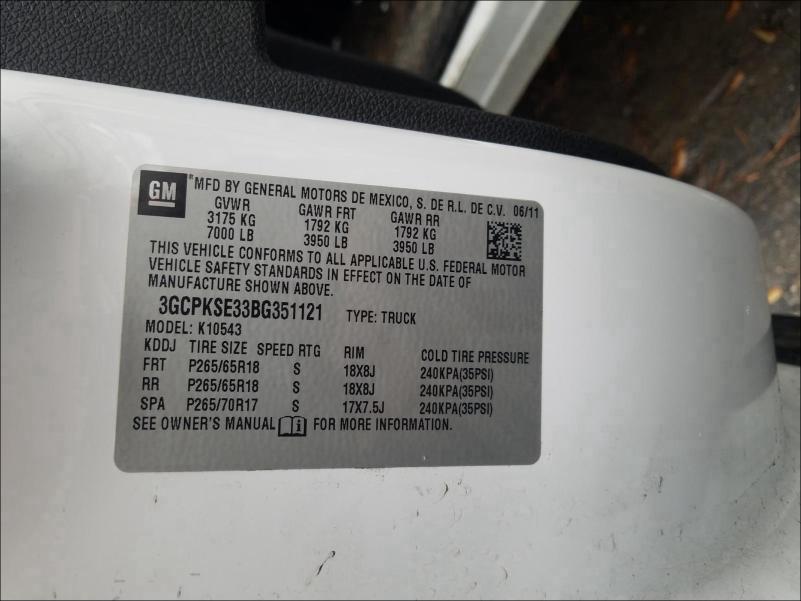 GM
®MFD BY GENERAL MOTORS DE MEXICO, S. DE R.L. DE C.V. 06/11
GVWR GAWR FRT GAWR RR
3175 KG 1792 KG 1792 KG
7000 LB 3950 LB 3950 LB
THIS VEHICLE CONFORMS TO ALL APPLICABLE U.S. FEDERAL MOTOR
VEHICLE SAFETY STANDARDS IN EFFECT ON THE DATE OF
MANUFACTURE SHOWN ABOVE.
3GCPKSE33BG351121 TYPE: TRUCK
MODEL: K10543
KDDJ TIRE SIZE SPEED RTG RIM COLD TIRE PRESSURE
FRT P265/65R18 S 18X8J 240KPA(35PSI)
RR P265/65R18 S 18X8J 240KPA(35PSI)
SPA P265/70R17 S 17X7.5J 240KPA(35PSI)
SEE OWNER'S MANUAL i FOR MORE INFORMATION.